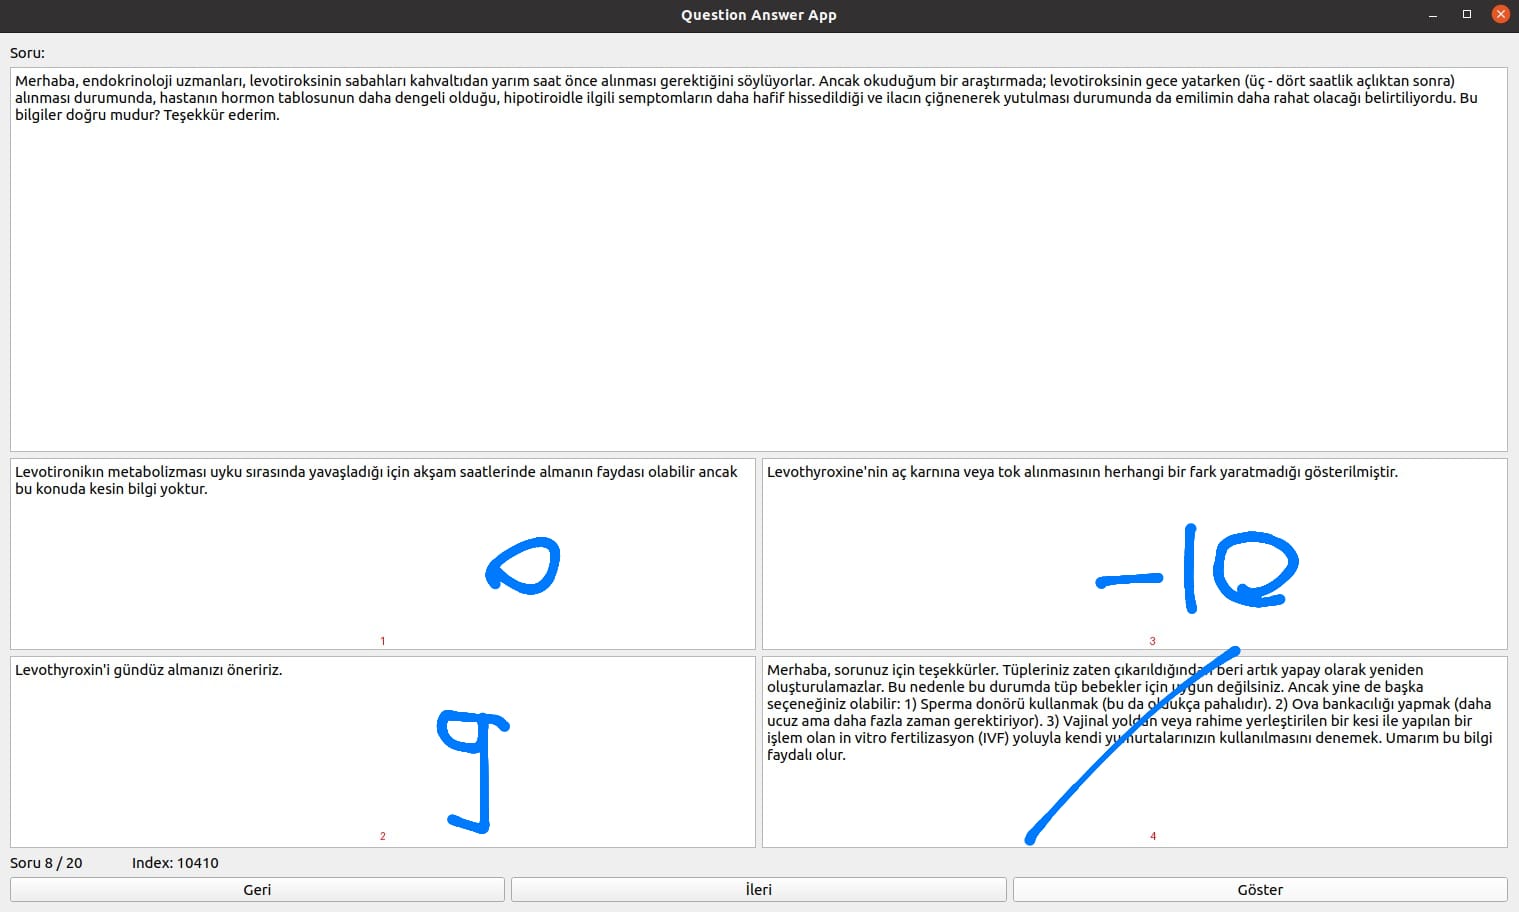 Question Answer App
Soru:
Merhaba, endokrinoloji uzmanları, levotiroksinin sabahları kahvaltıdan yarım saat önce alınması gerektiğini söylüyorlar. Ancak okuduğum bir araştırmada; levotiroksinin gece yatarken (üç - dört saatlik açlıktan sonra)
alınması durumunda, hastanın hormon tablosunun daha dengeli olduğu, hipotiroidle ilgili semptomların daha hafif hissedildiği ve ilacın çiğnenerek yutulması durumunda da emilimin daha rahat olacağı belirtiliyordu. Bu
bilgiler doğru mudur? Teşekkür ederim.
Levotironikın metabolizması uyku sırasında yavaşladığı için akşam saatlerinde almanın faydası olabilir ancak
bu konuda kesin bilgi yoktur.
0
1
Levothyroxine'nin aç karnına veya tok alınmasının herhangi bir fark yaratmadığı gösterilmiştir.
-10
3
Levothyroxin'i gündüz almanızı öneririz.
9
2
Merhaba, sorunuz için teşekkürler. Tüpleriniz zaten çıkarıldığından beri artık yapay olarak yeniden
oluşturulamazlar. Bu nedenle bu durumda tüp bebekler için uygun değilsiniz. Ancak yine de başka
seçeneğiniz olabilir: 1) Sperma donörü kullanmak (bu da oldukça pahalıdır). 2) Ova bankacılığı yapmak (daha
ucuz ama daha fazla zaman gerektiriyor). 3) Vajinal yoldan veya rahime yerleştirilen bir kesi ile yapılan bir
işlem olan in vitro fertilizasyon (IVF) yoluyla kendi yumurtalarınızın kullanılmasını denemek. Umarım bu bilgi
faydalı olur.
4
Soru 8 / 20 Index: 10410
Geri İleri Göster